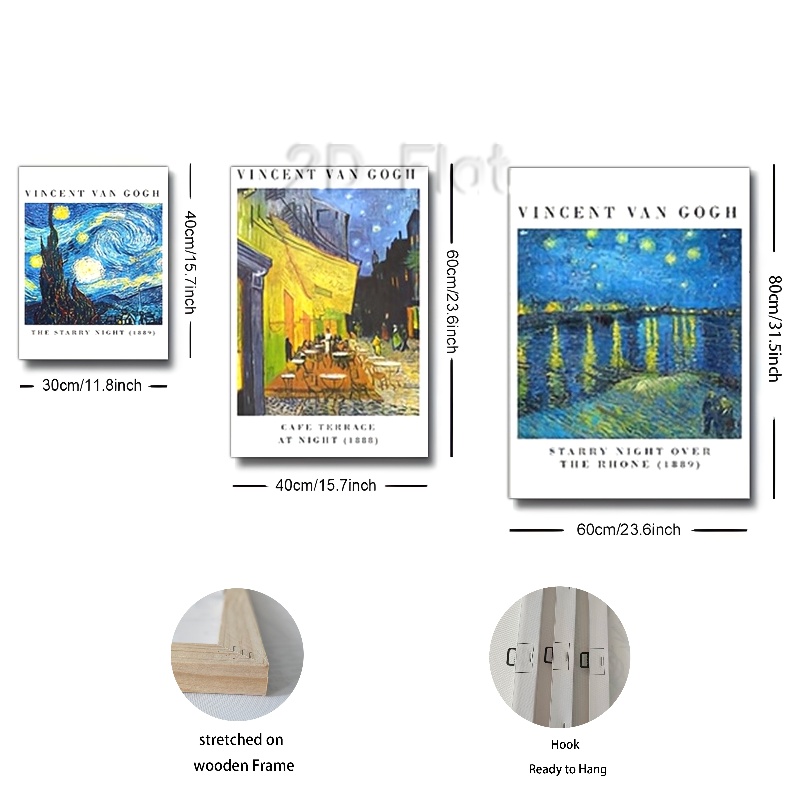 2D Flat
VINCENT VAN GOGH
THE STARRY NIGHT (1889)
40cm/15.7inch
30cm/11.8inch
VINCENT VAN GOGH
CAFE TERRACE
AT NIGHT (1888)
60cm/23.6inch
40cm/15.7inch
VINCENT VAN GOGH
STARRY NIGHT OVER
THE RHONE (1889)
80cm/31.5inch
60cm/23.6inch
stretched on
wooden Frame
Hook
Ready to Hang